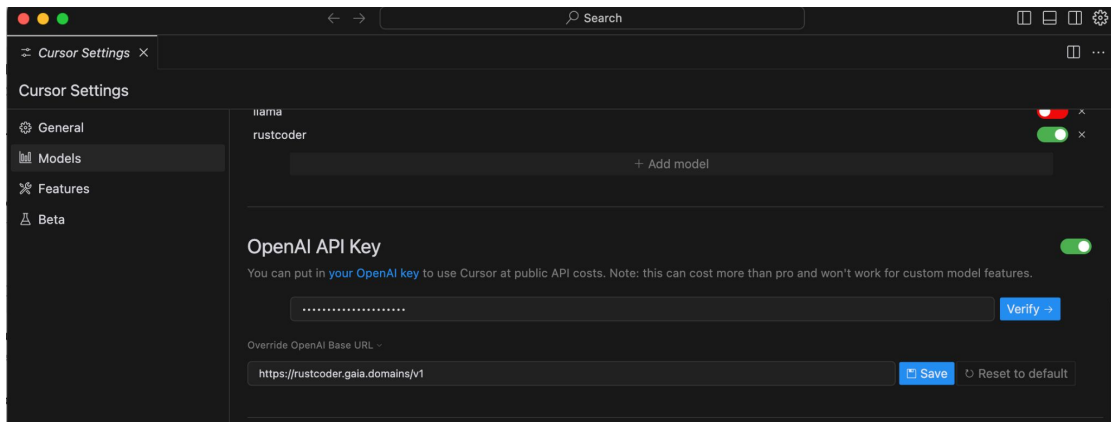 Search
Cursor Settings
Cursor Settings
General
Models
Features
Beta
llama
rustcoder
+ Add model
OpenAI API Key
You can put in your OpenAI key to use Cursor at public API costs. Note: this can cost more than pro and won't work for custom model features.
•••••••••••••••••••••
Verify →
Override OpenAI Base URL
https://rustcoder.gaia.domains/v1
Save
Reset to default